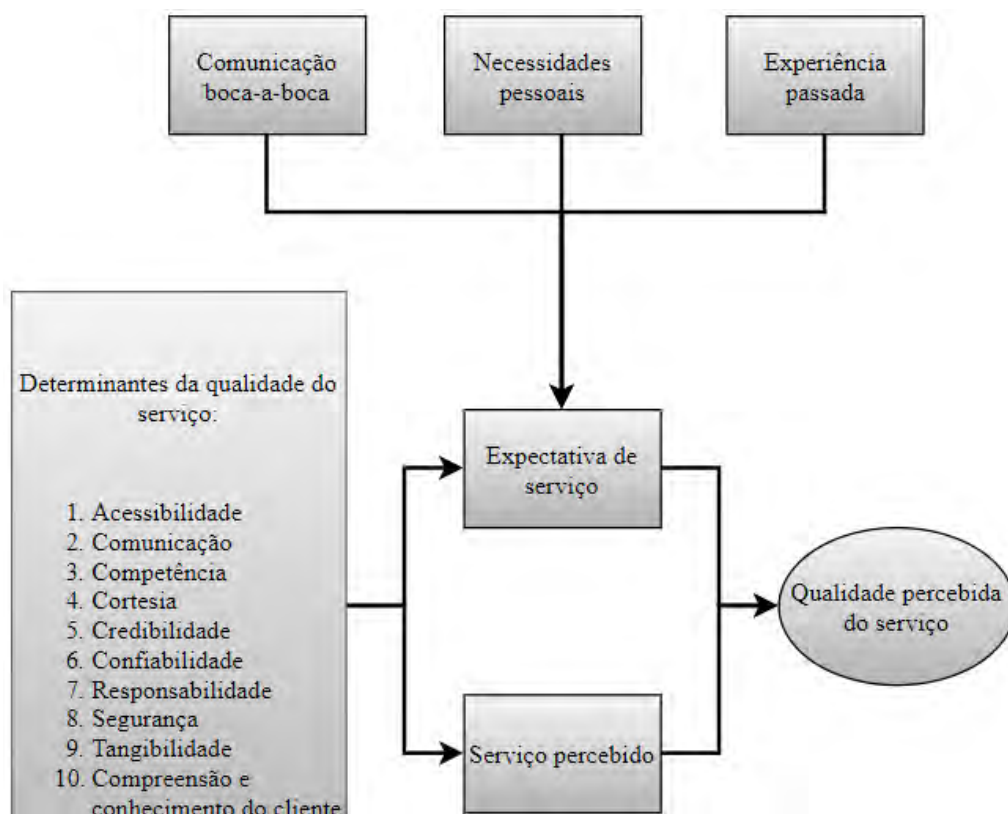 Comunicação
boca-a-boca
Necessidades
pessoais
Experiência
passada
Determinantes da qualidade do
serviço:
1. Acessibilidade
2. Comunicação
3. Competência
4. Cortesia
5. Credibilidade
6. Confiabilidade
7. Responsabilidade
8. Segurança
9. Tangibilidade
10. Compreensão e
conhecimento do cliente
Expectativa de
serviço
Serviço percebido
Qualidade percebida
do serviço